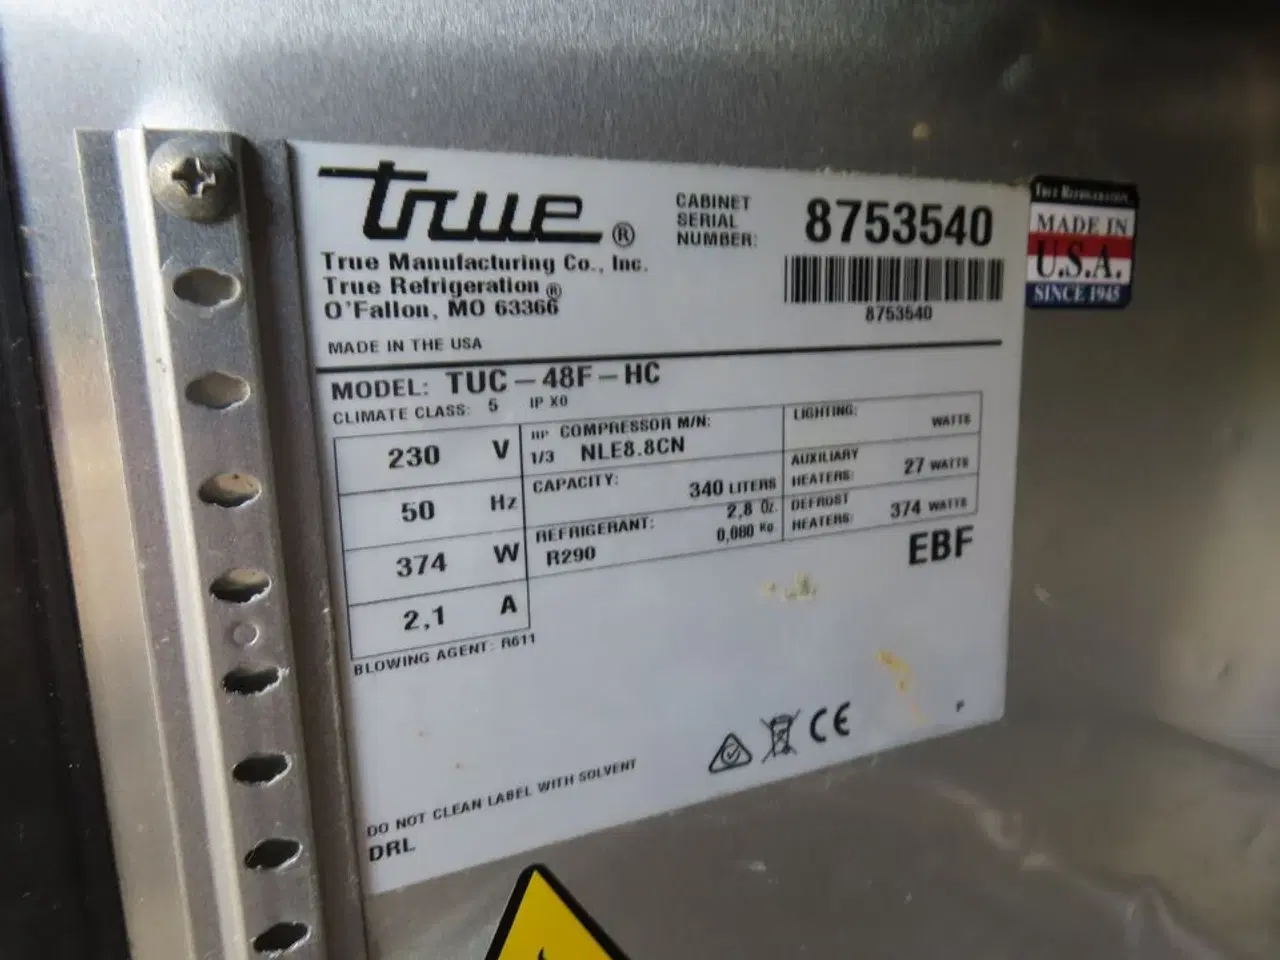 true®
True Manufacturing Co., Inc.
True Refrigeration®
O'Fallon, MO 63366
MADE IN THE USA
CABINET
SERIAL
NUMBER:
8753540
8753540
TRUE REFRIGERATION
MADE IN
U.S.A.
SINCE 1945
MODEL: TUC-48F-HC
CLIMATE CLASS: 5 IP X0
230 V
50 Hz
374 W
2,1 A
HP COMPRESSOR M/N:
1/3 NLE8.8CN
CAPACITY:
340 LITERS
REFRIGERANT:
R290
2,8 Oz.
0,080 Kg
LIGHTING: WATTS
AUXILIARY
HEATERS: 27 WATTS
DEFROST
HEATERS: 374 WATTS
EBF
BLOWING AGENT: R611
CE
P
DO NOT CLEAN LABEL WITH SOLVENT
DRL